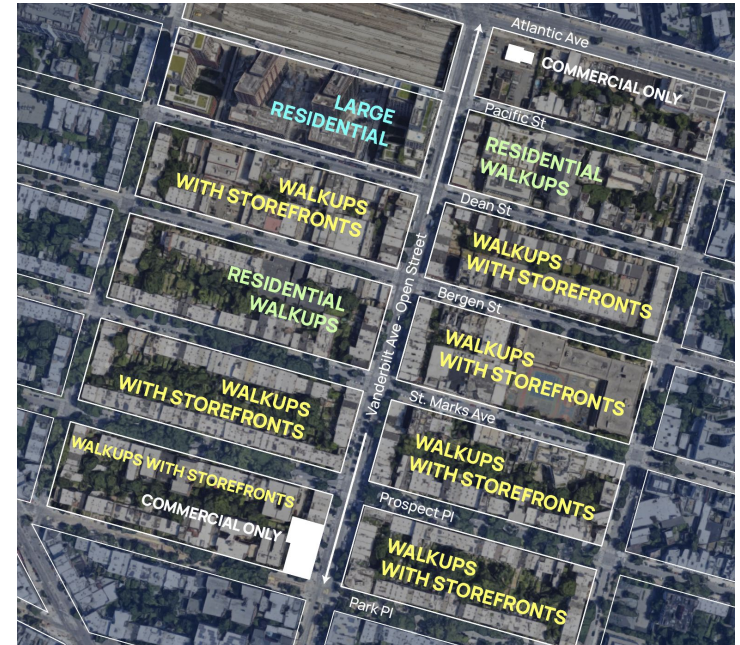 Atlantic Ave
COMMERCIAL ONLY
LARGE
RESIDENTIAL
Pacific St
RESIDENTIAL
WALKUPS
WALKUPS
WITH STOREFRONTS
Dean St
WALKUPS
WITH STOREFRONTS
Vanderbilt Ave - Open Street
RESIDENTIAL
WALKUPS
Bergen St
WALKUPS
WITH STOREFRONTS
WALKUPS
WITH STOREFRONTS
St. Marks Ave
WALKUPS
WITH STOREFRONTS
WALKUPS WITH STOREFRONTS
COMMERCIAL ONLY
Prospect Pl
WALKUPS
WITH STOREFRONTS
Park Pl